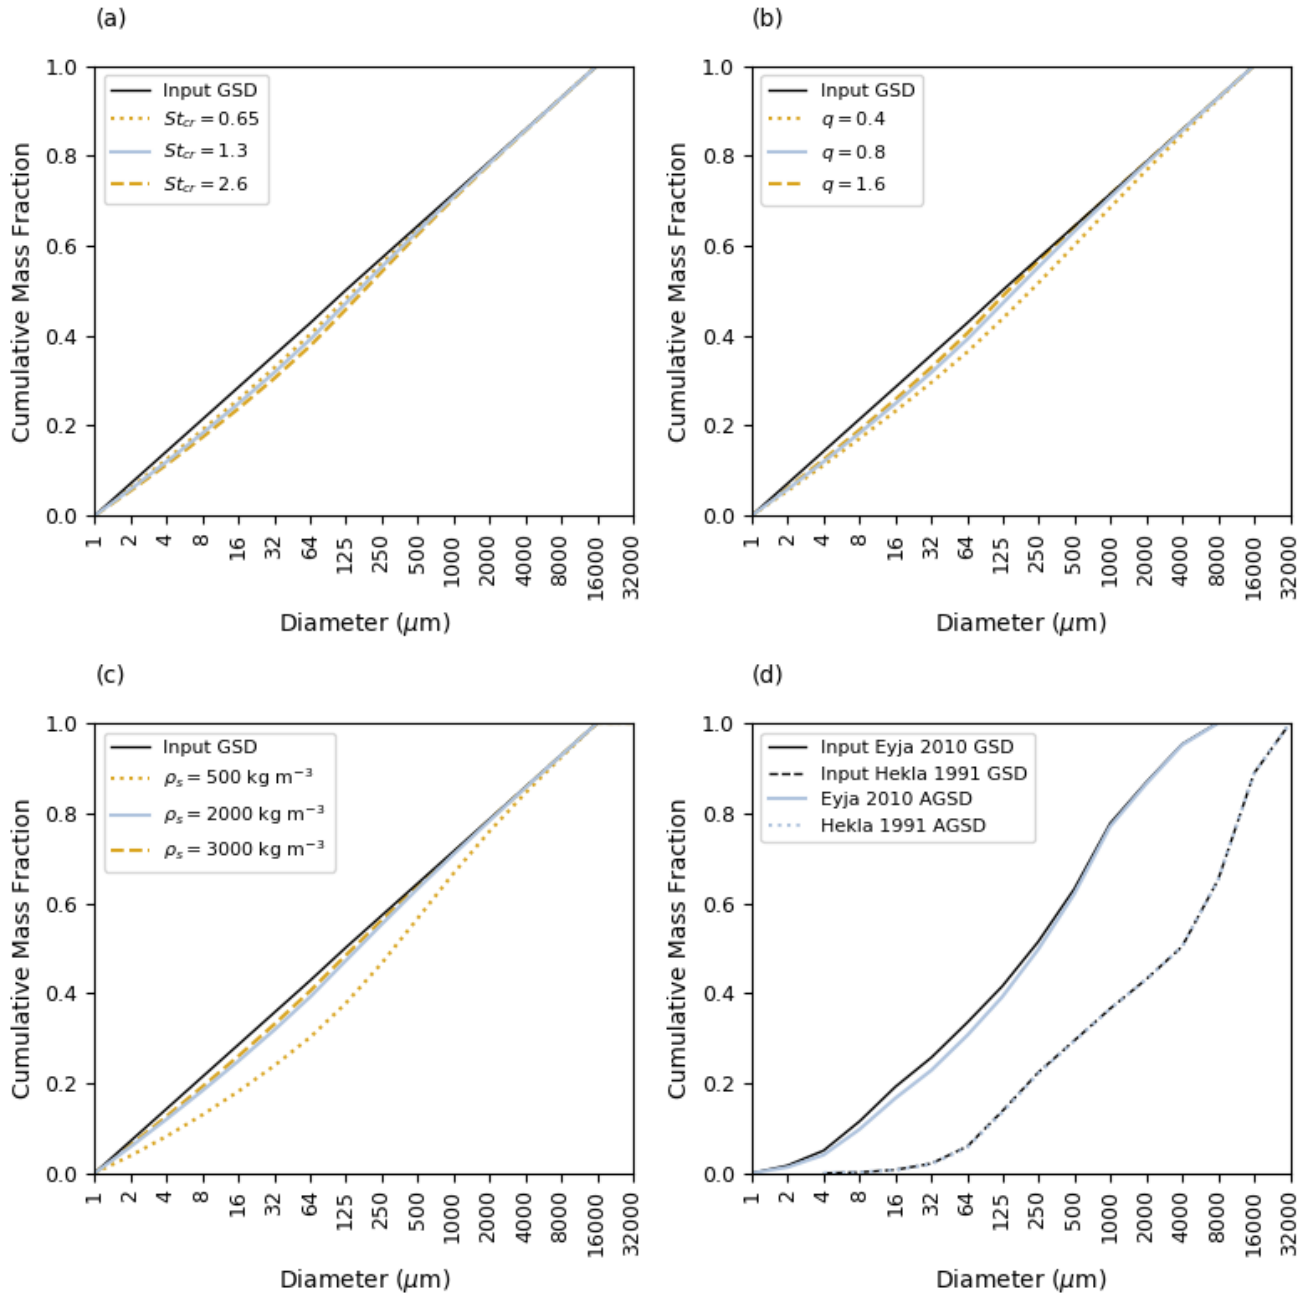 (a)
1.0
0.8
0.6
0.4
0.2
0.0
Cumulative Mass Fraction
Input GSD
St_cr = 0.65
St_cr = 1.3
St_cr = 2.6
1 2 4 8 16 32 64 125 250 500 1000 2000 4000 8000 16000 32000
Diameter (μm)
(b)
1.0
0.8
0.6
0.4
0.2
0.0
Cumulative Mass Fraction
Input GSD
q = 0.4
q = 0.8
q = 1.6
1 2 4 8 16 32 64 125 250 500 1000 2000 4000 8000 16000 32000
Diameter (μm)
(c)
1.0
0.8
0.6
0.4
0.2
0.0
Cumulative Mass Fraction
Input GSD
ρ_s = 500 kg m⁻³
ρ_s = 2000 kg m⁻³
ρ_s = 3000 kg m⁻³
1 2 4 8 16 32 64 125 250 500 1000 2000 4000 8000 16000 32000
Diameter (μm)
(d)
1.0
0.8
0.6
0.4
0.2
0.0
Cumulative Mass Fraction
Input Eyja 2010 GSD
Input Hekla 1991 GSD
Eyja 2010 AGSD
Hekla 1991 AGSD
1 2 4 8 16 32 64 125 250 500 1000 2000 4000 8000 16000 32000
Diameter (μm)